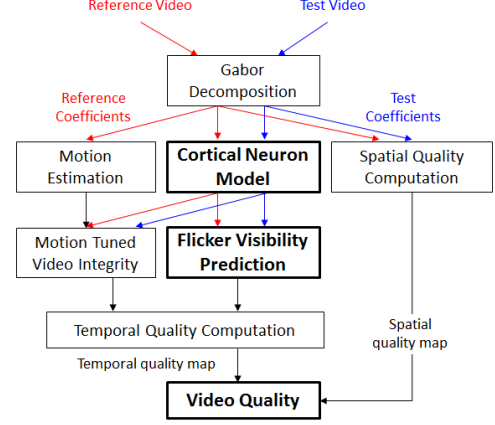 Reference Video
Test Video
Gabor
Decomposition
Reference
Coefficients
Test
Coefficients
Motion
Estimation
Cortical Neuron
Model
Spatial Quality
Computation
Motion Tuned
Video Integrity
Flicker Visibility
Prediction
Temporal Quality Computation
Spatial
quality map
Temporal quality map
Video Quality